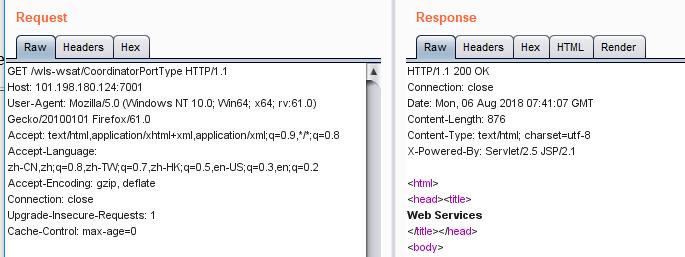 Request
Raw Headers Hex
GET /wls-wsat/CoordinatorPortType HTTP/1.1
Host: 101.198.180.124:7001
User-Agent: Mozilla/5.0 (Windows NT 10.0; Win64; x64; rv:61.0)
Gecko/20100101 Firefox/61.0
Accept: text/html,application/xhtml+xml,application/xml;q=0.9,*/*;q=0.8
Accept-Language:
zh-CN,zh;q=0.8,zh-TW;q=0.7,zh-HK;q=0.5,en-US;q=0.3,en;q=0.2
Accept-Encoding: gzip, deflate
Connection: close
Upgrade-Insecure-Requests: 1
Cache-Control: max-age=0
Response
Raw Headers Hex HTML Render
HTTP/1.1 200 OK
Connection: close
Date: Mon, 06 Aug 2018 07:41:07 GMT
Content-Length: 876
Content-Type: text/html; charset=utf-8
X-Powered-By: Servlet/2.5 JSP/2.1
<html>
<head><title>
Web Services
</title></head>
<body>